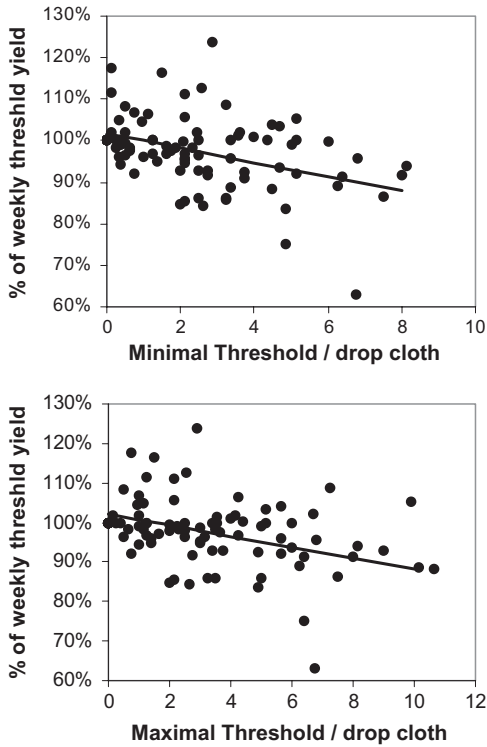 % of weekly threshld yield
130%
120%
110%
100%
90%
80%
70%
60%
0 2 4 6 8 10
Minimal Threshold / drop cloth
% of weekly threshld yield
130%
120%
110%
100%
90%
80%
70%
60%
0 2 4 6 8 10 12
Maximal Threshold / drop cloth